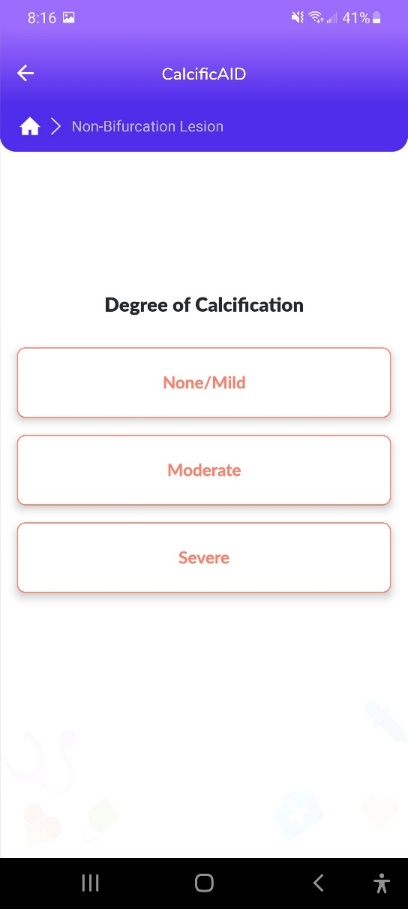 8:16
41%
CalcificAID
Non-Bifurcation Lesion
Degree of Calcification
None/Mild
Moderate
Severe